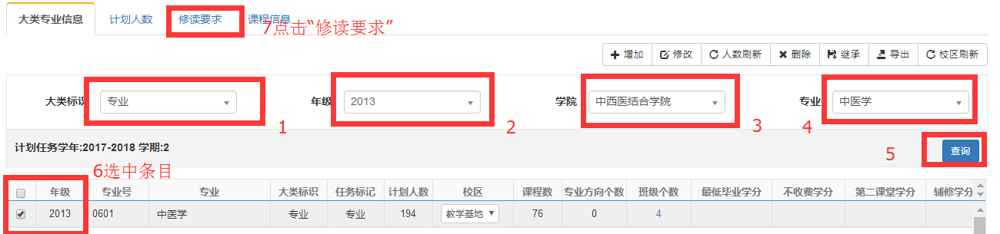 大类专业信息 计划人数 修读要求 课程信息
7点击“修读要求”
增加 修改 人数刷新 删除 继承 导出 校区刷新
大类标识 专业 年级 2013 学院 中西医结合学院 专业 中医学
1 2 3 4
计划任务学年:2017-2018 学期:2 5 查询
6选中条目
年级 专业号 专业 大类标识 任务标记 计划人数 校区 课程数 专业方向个数 班级个数 最低毕业学分 不收费学分 第二课堂学分 辅修学分
2013 0601 中医学 专业 专业 194 教学基地 76 0 4